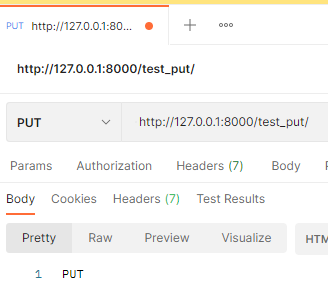 PUT http://127.0.0.1:80...
http://127.0.0.1:8000/test_put/
PUT http://127.0.0.1:8000/test_put/
Params Authorization Headers (7) Body
Body Cookies Headers (7) Test Results
Pretty Raw Preview Visualize HTM
1 PUT